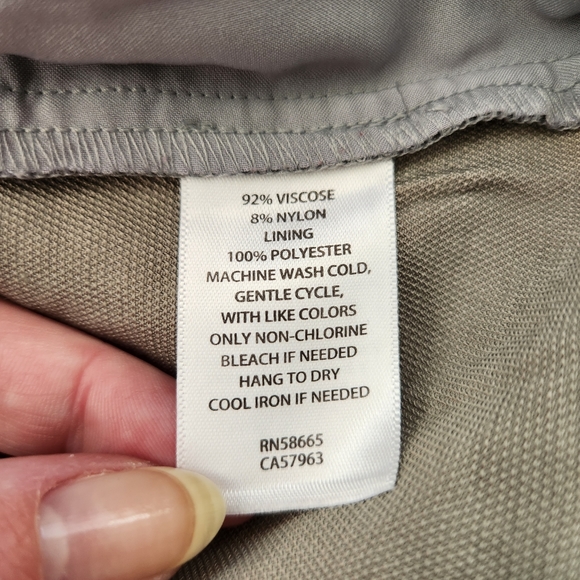 92% VISCOSE
8% NYLON
LINING
100% POLYESTER
MACHINE WASH COLD,
GENTLE CYCLE,
WITH LIKE COLORS
ONLY NON-CHLORINE
BLEACH IF NEEDED
HANG TO DRY
COOL IRON IF NEEDED
RN58665
CA57963